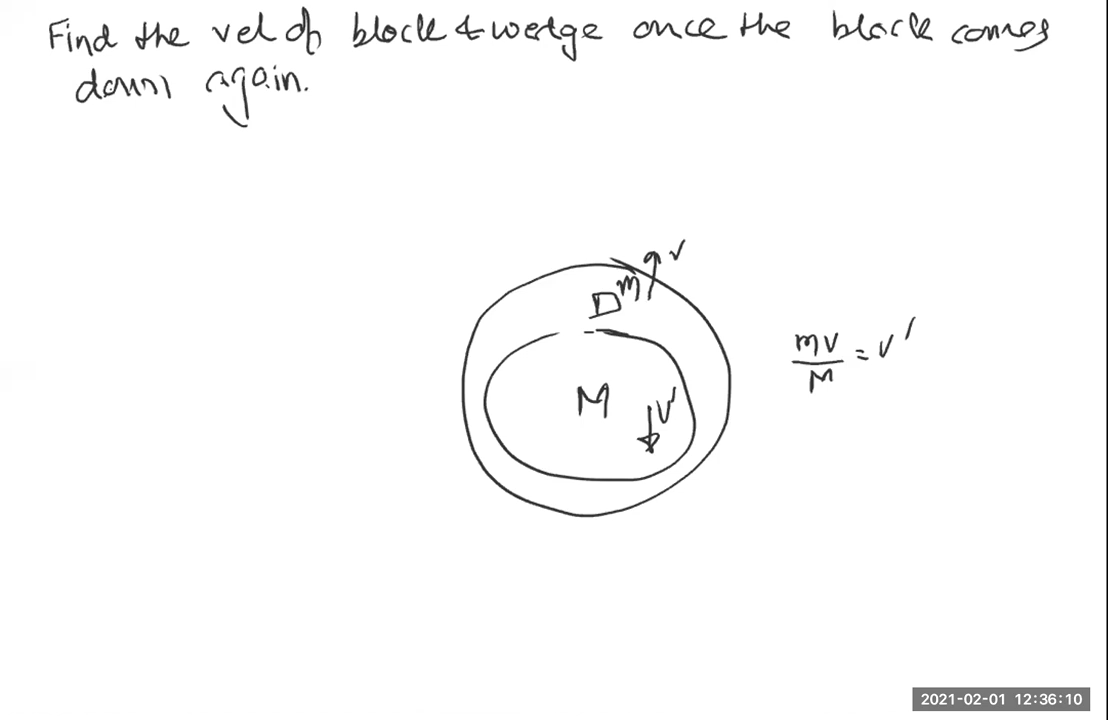 Find the vel of block & wedge once the block comes
down again.
m
v
M
v'
mv/M = v'
2021-02-01 12:36:10